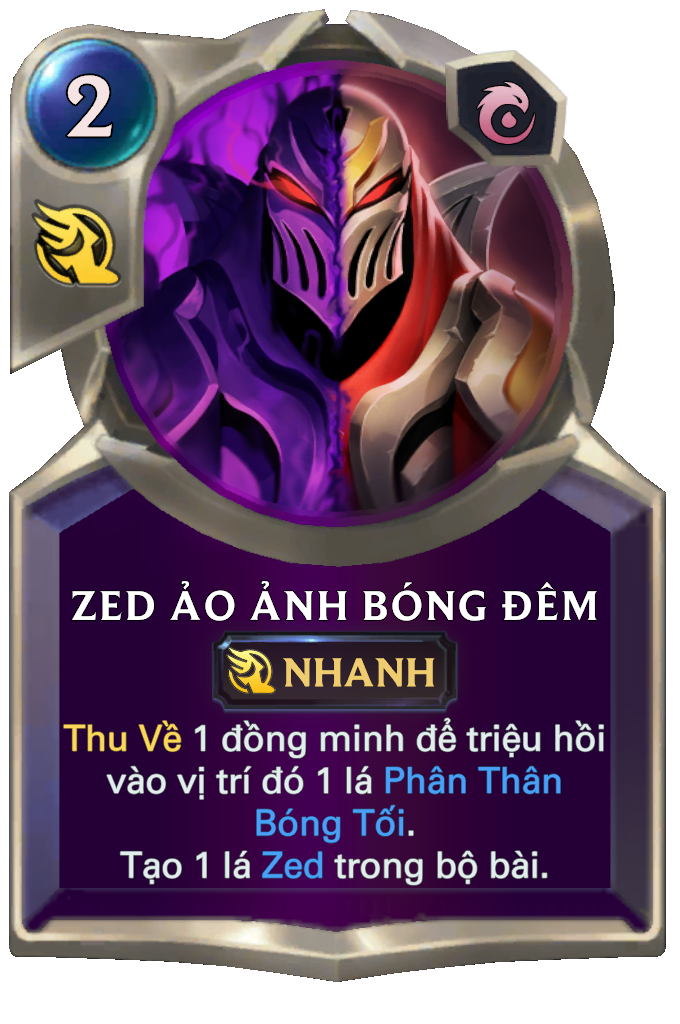 2
ZED ẢO ẢNH BÓNG ĐÊM
NHANH
Thu Về 1 đồng minh để triệu hồi
vào vị trí đó 1 lá Phân Thân
Bóng Tối.
Tạo 1 lá Zed trong bộ bài.